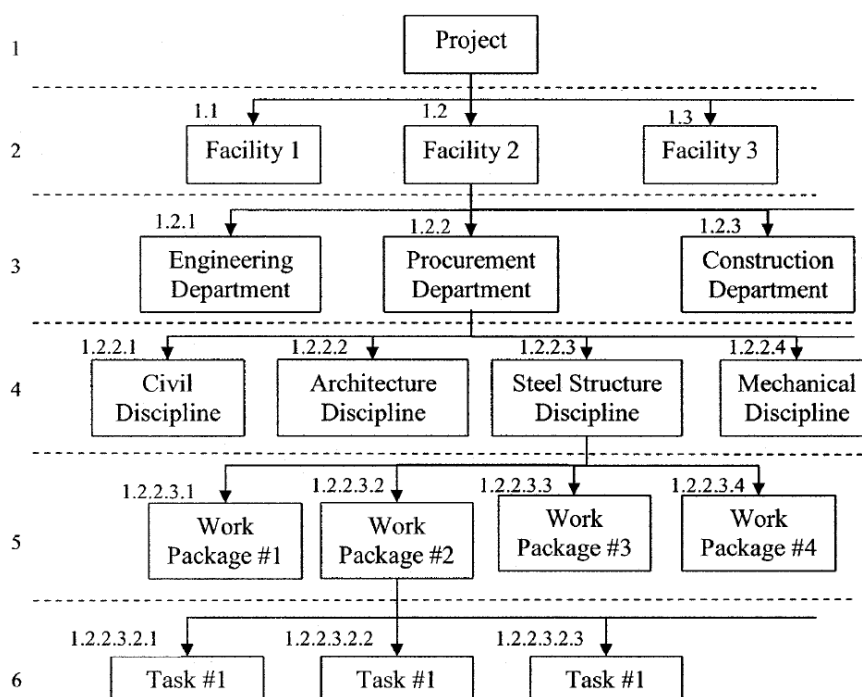 1
Project
1.1 1.2 1.3
2
Facility 1 Facility 2 Facility 3
1.2.1 1.2.2 1.2.3
3
Engineering Department
Procurement Department
Construction Department
1.2.2.1 1.2.2.2 1.2.2.3 1.2.2.4
4
Civil Discipline
Architecture Discipline
Steel Structure Discipline
Mechanical Discipline
1.2.2.3.1 1.2.2.3.2 1.2.2.3.3 1.2.2.3.4
5
Work Package #1
Work Package #2
Work Package #3
Work Package #4
1.2.2.3.2.1 1.2.2.3.2.2 1.2.2.3.2.3
6
Task #1 Task #1 Task #1